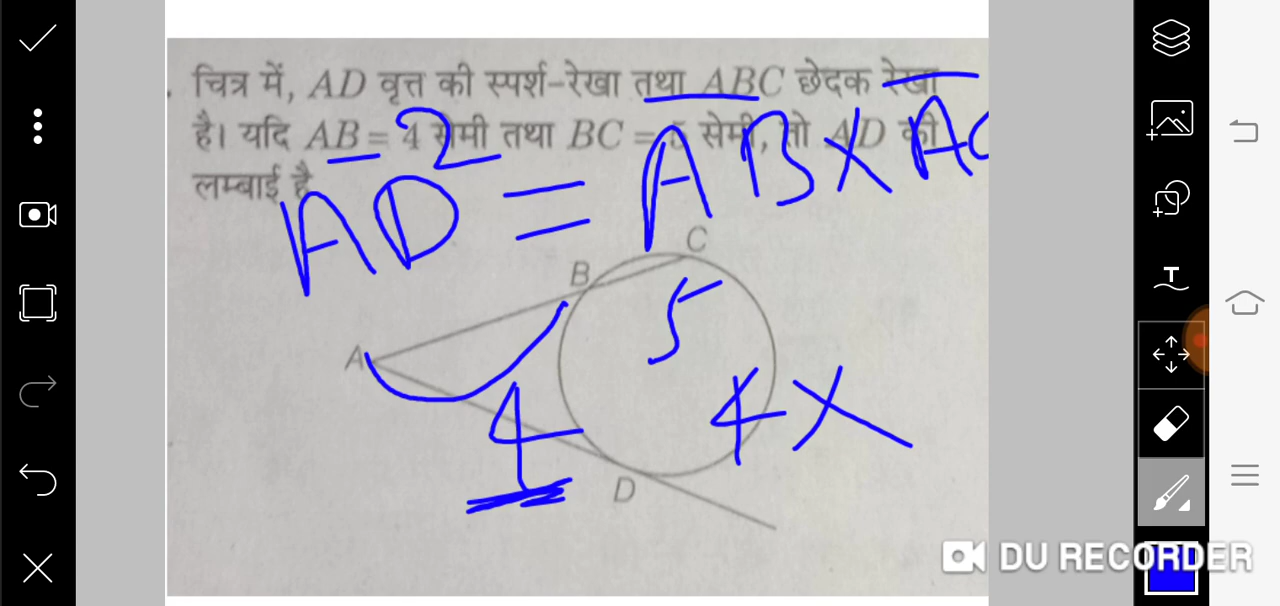 चित्र में, AD वृत्त की स्पर्श-रेखा तथा ABC छेदक रेखा
है। यदि AB = 4 सेमी तथा BC = 5 सेमी, तो AD की
लम्बाई है
AD² = AB X AC
C
B
5
A
4
4 X
D
T
DU RECORDER